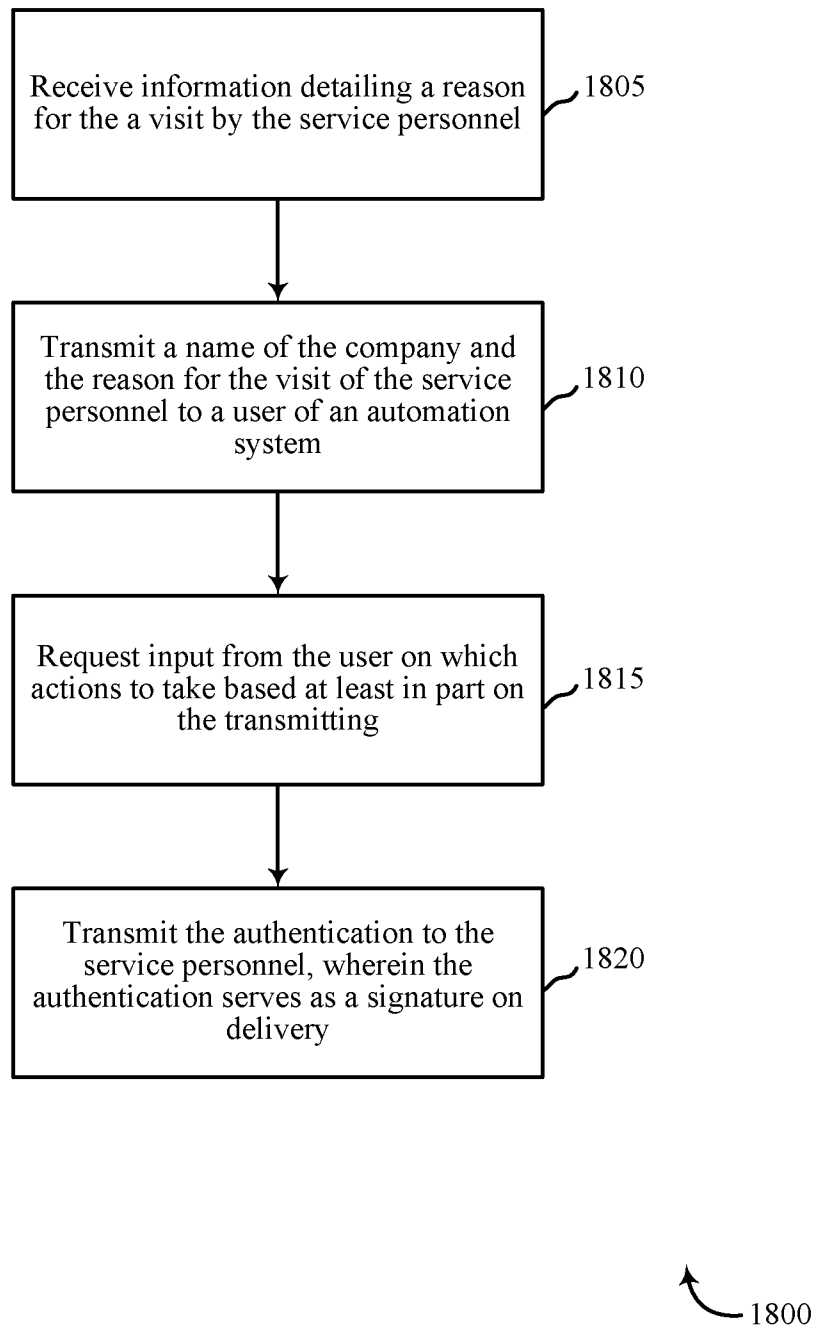 Receive information detailing a reason
for the a visit by the service personnel
1805
Transmit a name of the company and
the reason for the visit of the service
personnel to a user of an automation
system
1810
Request input from the user on which
actions to take based at least in part on
the transmitting
1815
Transmit the authentication to the
service personnel, wherein the
authentication serves as a signature on
delivery
1820
1800